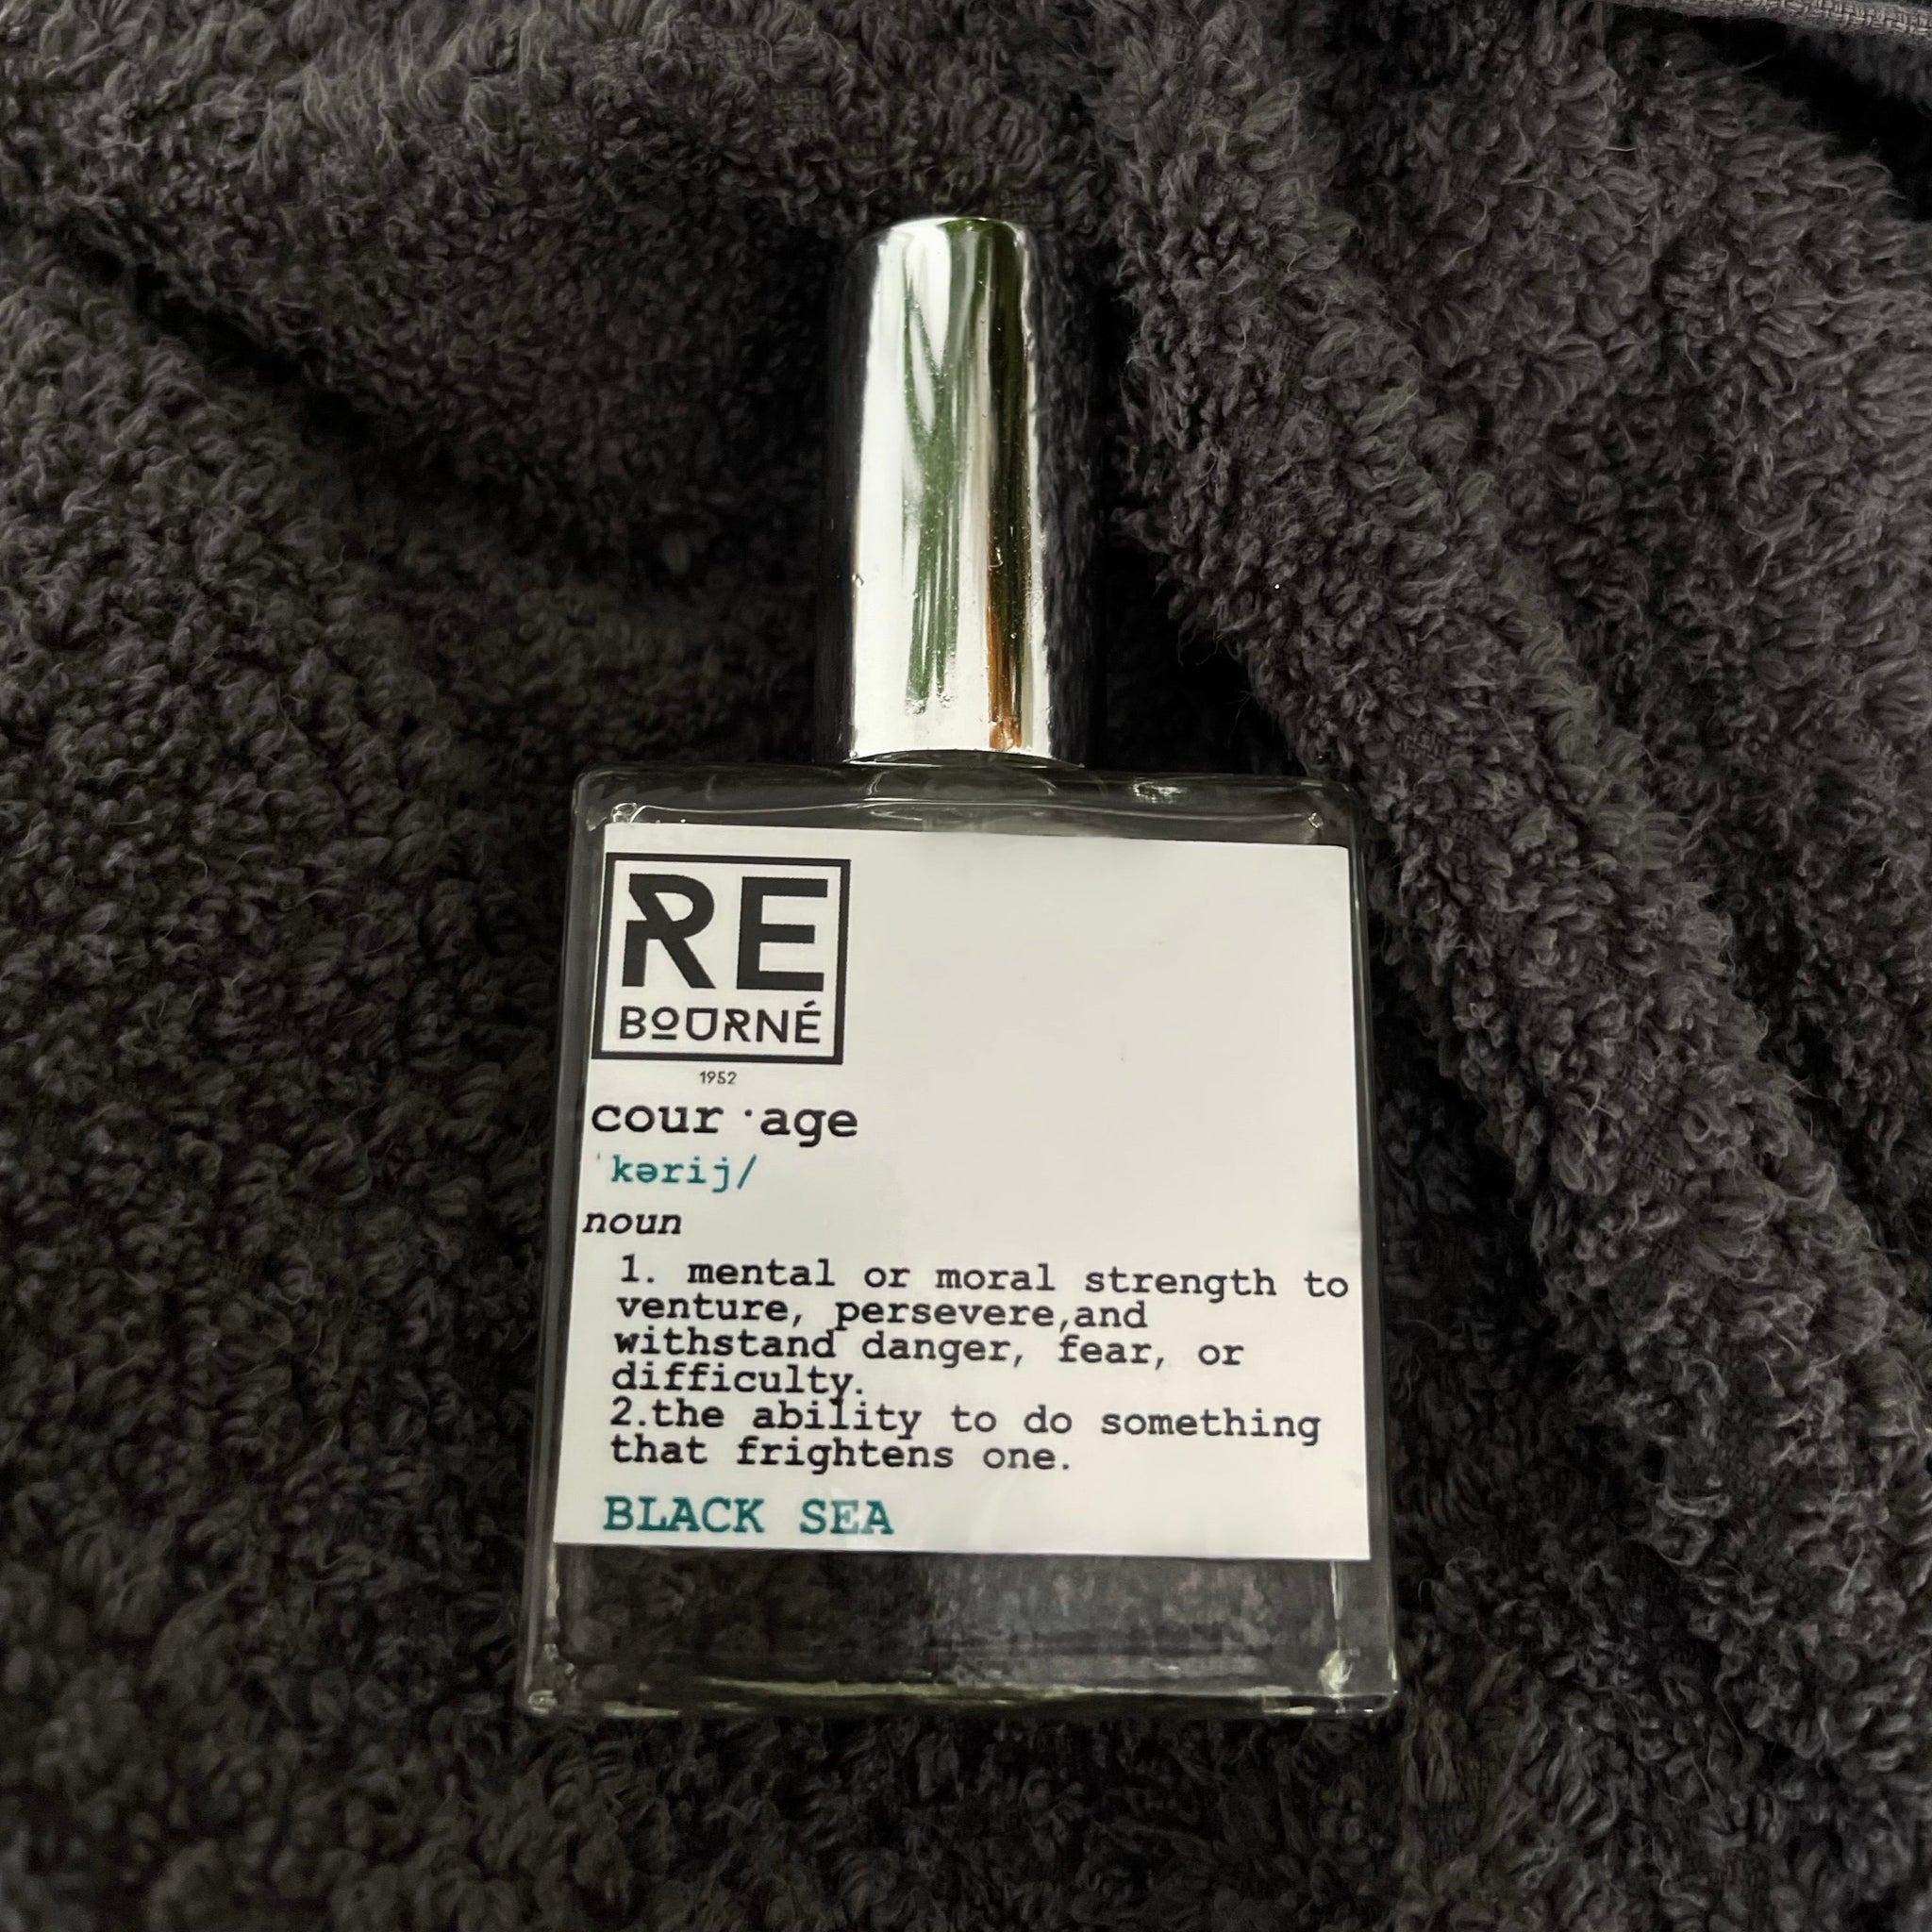 RE
BOURNÉ
1952
cour·age
ˈkərij/
noun
1. mental or moral strength to
venture, persevere,and
withstand danger, fear, or
difficulty.
2.the ability to do something
that frightens one.
BLACK SEA